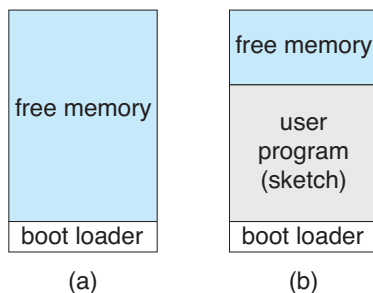 free memory
boot loader
(a)
free memory
user
program
(sketch)
boot loader
(b)